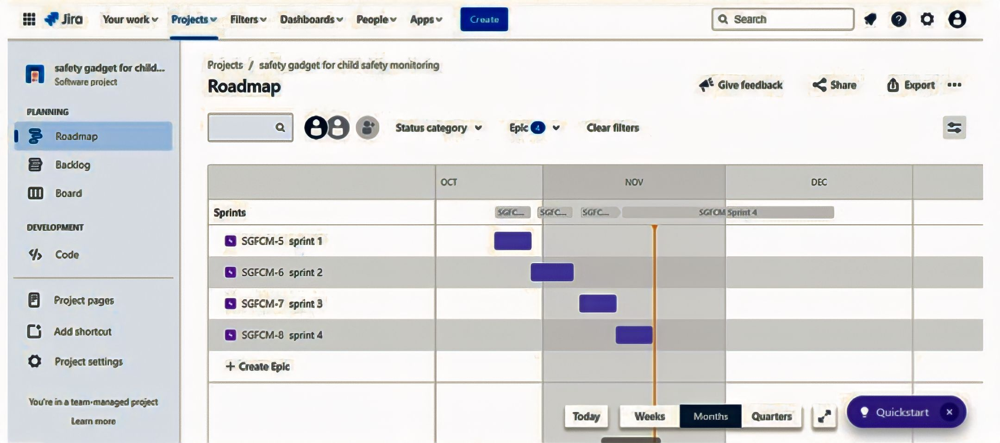 Jira Your work Projects Filters Dashboards People Apps Create Search
safety gadget for child...
Software project
PLANNING
Roadmap
Backlog
Board
DEVELOPMENT
Code
Project pages
Add shortcut
Project settings
You're in a team-managed project
Learn more
Projects / safety gadget for child safety monitoring
Roadmap
Give feedback Share Export
Status category Epic 4 Clear filters
OCT NOV DEC
Sprints SGFC... SGFC... SGFC... SGFCM Sprint 4
SGFCM-5 sprint 1
SGFCM-6 sprint 2
SGFCM-7 sprint 3
SGFCM-8 sprint 4
+ Create Epic
Today Weeks Months Quarters Quickstart